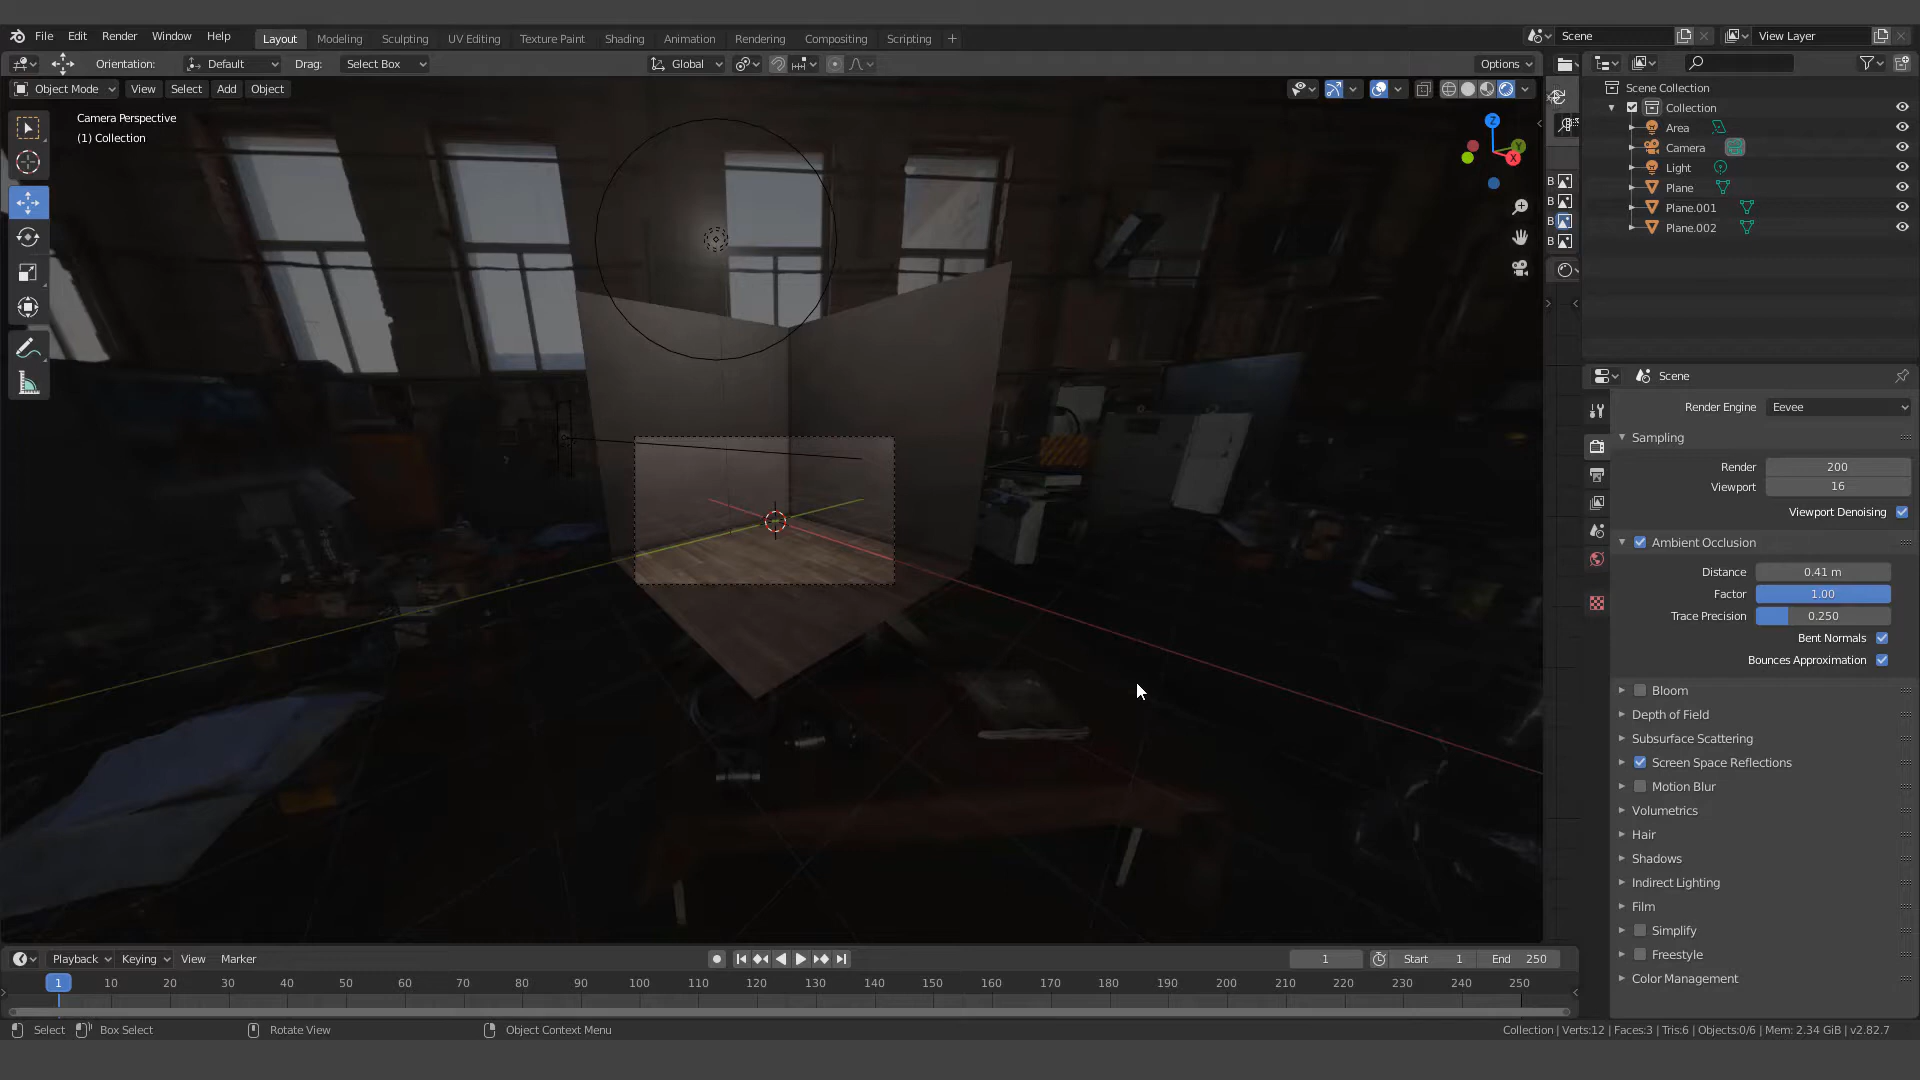 File Edit Render Window Help Layout Modeling Sculpting UV Editing Texture Paint Shading Animation Rendering Compositing Scripting + Scene View Layer
Orientation: Default Drag: Select Box Global Options
Object Mode View Select Add Object
Camera Perspective
(1) Collection
Z
Y
X
B
B
B
B
Scene Collection
Collection
Area
Camera
Light
Plane
Plane.001
Plane.002
Scene
Render Engine Eevee
Sampling
Render 200
Viewport 16
Viewport Denoising
Ambient Occlusion
Distance 0.41 m
Factor 1.00
Trace Precision 0.250
Bent Normals
Bounces Approximation
Bloom
Depth of Field
Subsurface Scattering
Screen Space Reflections
Motion Blur
Volumetrics
Hair
Shadows
Indirect Lighting
Film
Simplify
Freestyle
Color Management
Playback Keying View Marker 1 Start 1 End 250
1 10 20 30 40 50 60 70 80 90 100 110 120 130 140 150 160 170 180 190 200 210 220 230 240 250
Select Box Select Rotate View Object Context Menu Collection | Verts:12 | Faces:3 | Tris:6 | Objects:0/6 | Mem: 2.34 GiB | v2.82.7